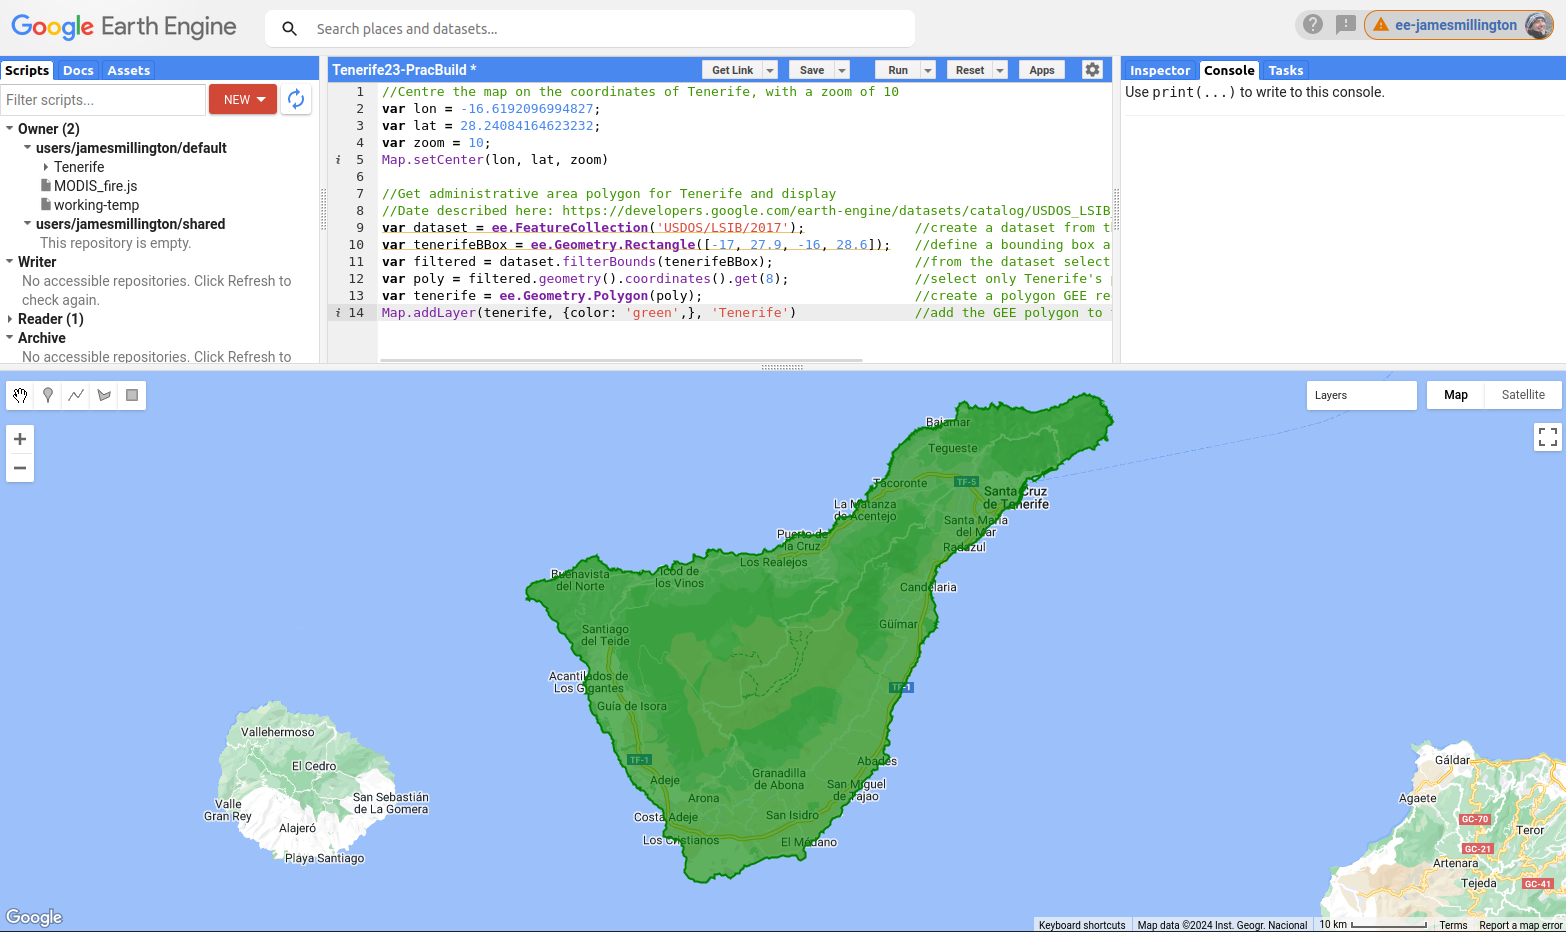 Google Earth Engine
Search places and datasets...
ee-jamesmillington
Scripts Docs Assets
Filter scripts...
NEW
Owner (2)
users/jamesmillington/default
Tenerife
MODIS_fire.js
working-temp
users/jamesmillington/shared
This repository is empty.
Writer
No accessible repositories. Click Refresh to
check again.
Reader (1)
Archive
No accessible repositories. Click Refresh to
Tenerife23-PracBuild *
Get Link Save Run Reset Apps
1 //Centre the map on the coordinates of Tenerife, with a zoom of 10
2 var lon = -16.6192096994827;
3 var lat = 28.24084164623232;
4 var zoom = 10;
i 5 Map.setCenter(lon, lat, zoom)
6
7 //Get administrative area polygon for Tenerife and display
8 //Date described here: https://developers.google.com/earth-engine/datasets/catalog/USDOS_LSIB
9 var dataset = ee.FeatureCollection('USDOS/LSIB/2017'); //create a dataset from t
10 var tenerifeBBox = ee.Geometry.Rectangle([-17, 27.9, -16, 28.6]); //define a bounding box a
11 var filtered = dataset.filterBounds(tenerifeBBox); //from the dataset select
12 var poly = filtered.geometry().coordinates().get(8); //select only Tenerife's
13 var tenerife = ee.Geometry.Polygon(poly); //create a polygon GEE re
i 14 Map.addLayer(tenerife, {color: 'green',}, 'Tenerife') //add the GEE polygon to
Inspector Console Tasks
Use print(...) to write to this console.
Layers
Map Satellite
Bajamar
Tegueste
Tacoronte
TF-5
Santa Cruz
de Tenerife
La Matanza
de Acentejo
Santa María
del Mar
Puerto de
la Cruz
Radazul
Los Realejos
Buenavista
del Norte
Icod de
los Vinos
Candelaria
Güímar
Santiago
del Teide
Acantilados de
Los Gigantes
TF-1
Guía de Isora
Vallehermoso
TF-1
Abades
El Cedro
Adeje
Granadilla
de Abona
San Miguel
de Tajao
Gáldar
San Sebastián
de La Gomera
Arona
Agaete
Valle
Gran Rey
Costa Adeje
San Isidro
GC-70
Alajeró
Teror
Los Cristianos
El Médano
GC-21
Playa Santiago
Artenara
Tejeda
GC-41
Google
Keyboard shortcuts Map data ©2024 Inst. Geogr. Nacional 10 km Terms Report a map error